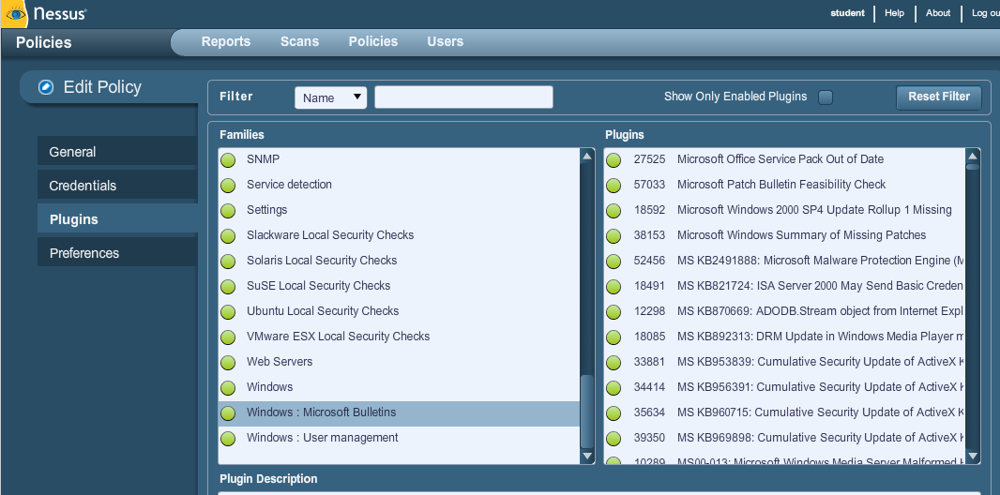 Nessus
student
Help
About
Log ou
Policies
Reports
Scans
Policies
Users
Edit Policy
General
Credentials
Plugins
Preferences
Filter
Name
Show Only Enabled Plugins
Reset Filter
Families
SNMP
Service detection
Settings
Slackware Local Security Checks
Solaris Local Security Checks
SuSE Local Security Checks
Ubuntu Local Security Checks
VMware ESX Local Security Checks
Web Servers
Windows
Windows : Microsoft Bulletins
Windows : User management
Plugins
27525 Microsoft Office Service Pack Out of Date
57033 Microsoft Patch Bulletin Feasibility Check
18592 Microsoft Windows 2000 SP4 Update Rollup 1 Missing
38153 Microsoft Windows Summary of Missing Patches
52456 MS KB2491888: Microsoft Malware Protection Engine (M
18491 MS KB821724: ISA Server 2000 May Send Basic Creden
12298 MS KB870669: ADODB.Stream object from Internet Expl
18085 MS KB892313: DRM Update in Windows Media Player m
33881 MS KB953839: Cumulative Security Update of ActiveX K
34414 MS KB956391: Cumulative Security Update of ActiveX K
35634 MS KB960715: Cumulative Security Update of ActiveX K
39350 MS KB969898: Cumulative Security Update of ActiveX K
10289 MS00-013: Microsoft Windows Media Server Malformed
Plugin Description